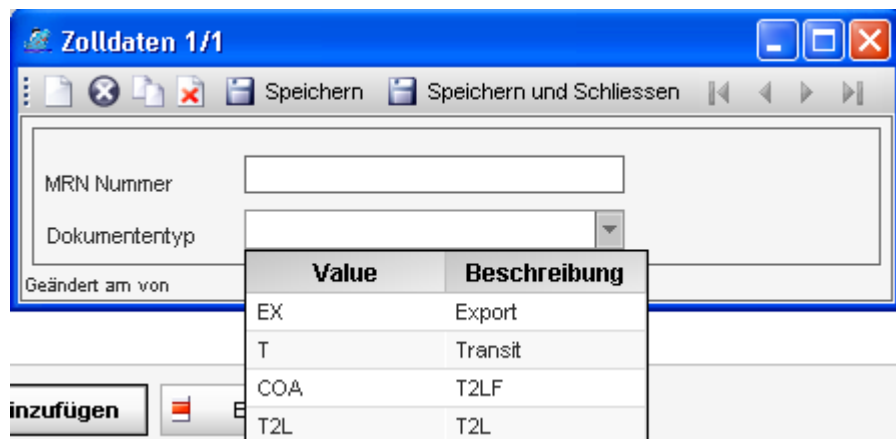 Zolldaten 1/1
Speichern Speichern und Schliessen
MRN Nummer
Dokumententyp
Value Beschreibung
Geändert am von
EX Export
T Transit
COA T2LF
inzufügen E
T2L T2L